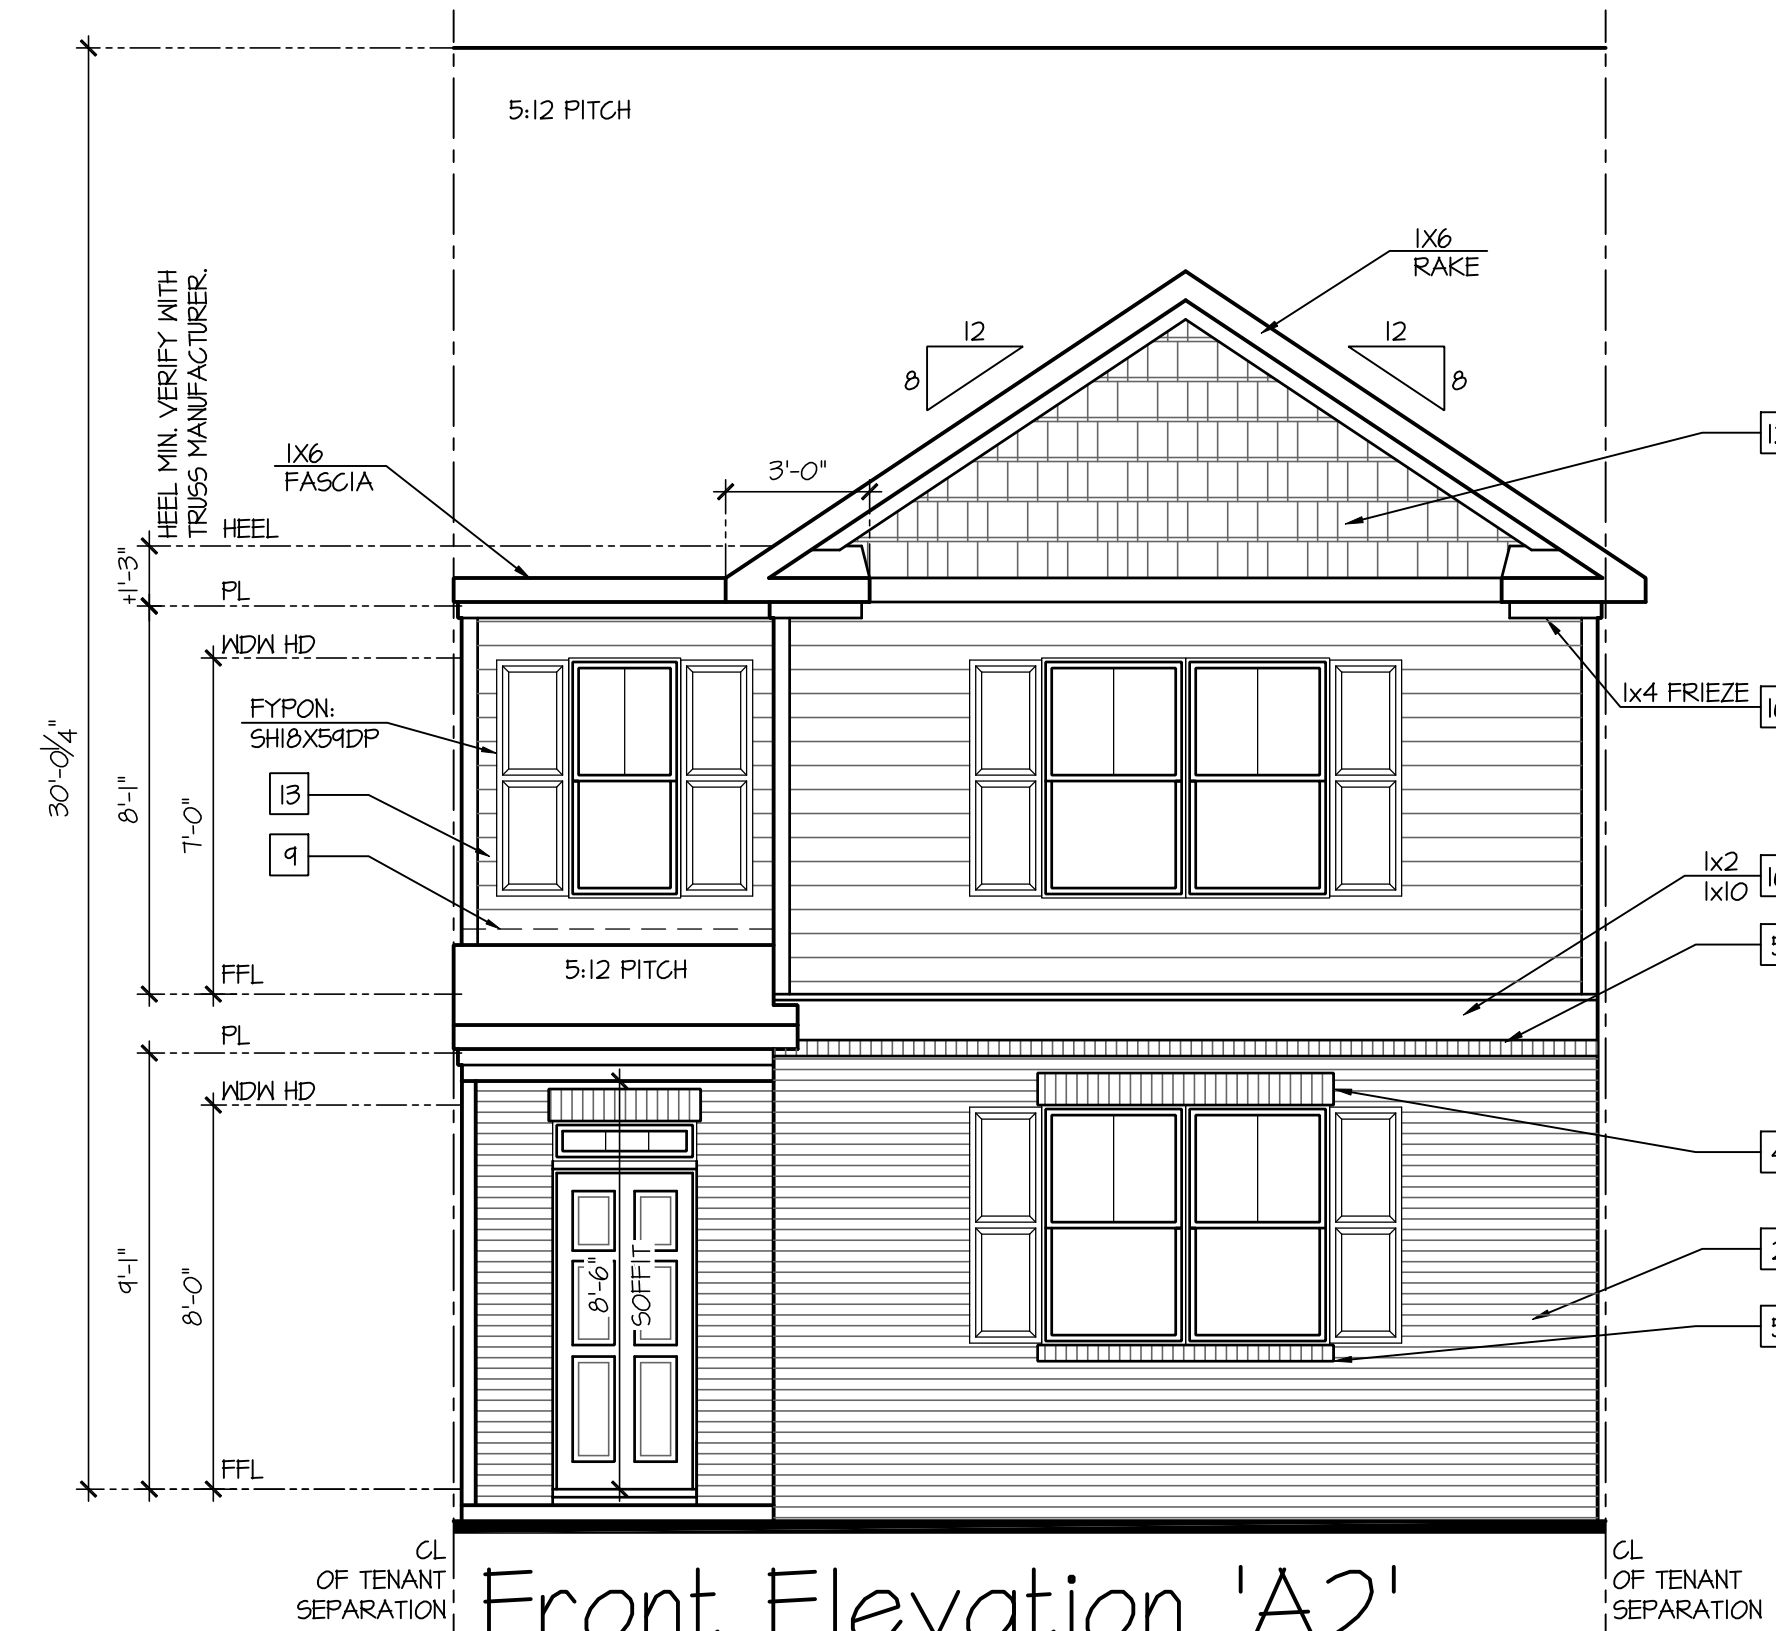 5:12 PITCH
1X6
RAKE
12
8
12
8
HEEL MIN. VERIFY WITH
TRUSS MANUFACTURER.
1X6
FASCIA
3'-0"
HEEL
+1'-3"
PL
WDW HD
1x4 FRIEZE
FYPON:
SH18X59DP
30'-01/4"
8'-1"
7'-0"
13
9
1x2
1x10
FFL
5:12 PITCH
PL
WDW HD
9'-1"
8'-0"
8'-6"
SOFFIT
FFL
CL
OF TENANT
SEPARATION
CL
OF TENANT
SEPARATION
Front Elevation 'A2'